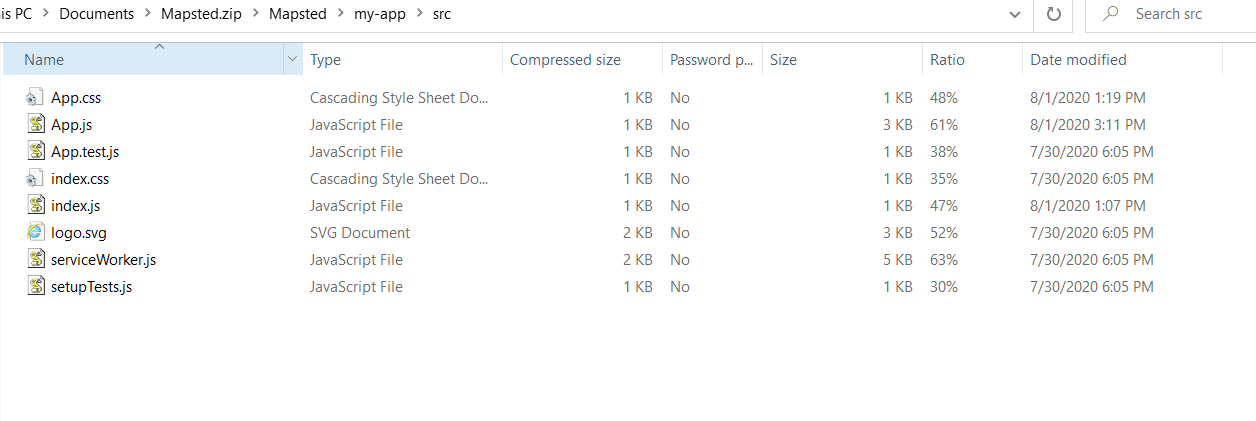 is PC > Documents > Mapsted.zip > Mapsted > my-app > src Search src
Name Type Compressed size Password p... Size Ratio Date modified
App.css Cascading Style Sheet Do... 1 KB No 1 KB 48% 8/1/2020 1:19 PM
App.js JavaScript File 1 KB No 3 KB 61% 8/1/2020 3:11 PM
App.test.js JavaScript File 1 KB No 1 KB 38% 7/30/2020 6:05 PM
index.css Cascading Style Sheet Do... 1 KB No 1 KB 35% 7/30/2020 6:05 PM
index.js JavaScript File 1 KB No 1 KB 47% 8/1/2020 1:07 PM
logo.svg SVG Document 2 KB No 3 KB 52% 7/30/2020 6:05 PM
serviceWorker.js JavaScript File 2 KB No 5 KB 63% 7/30/2020 6:05 PM
setupTests.js JavaScript File 1 KB No 1 KB 30% 7/30/2020 6:05 PM